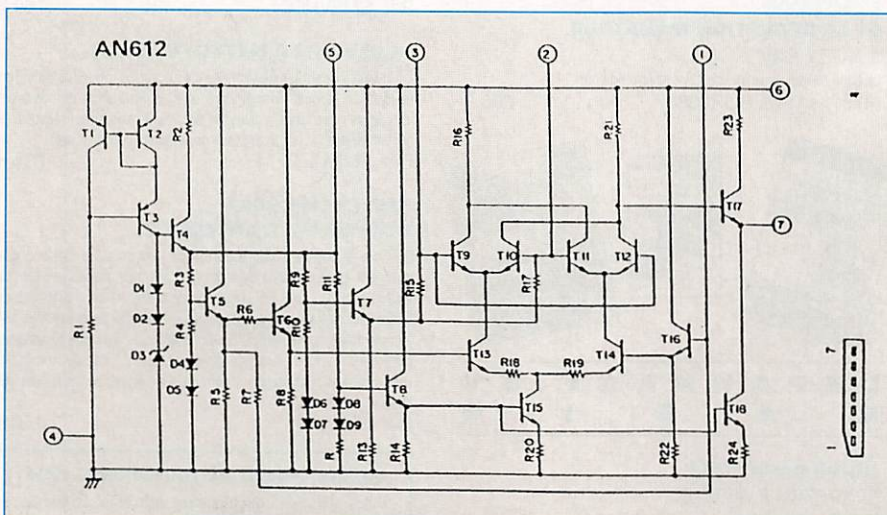 AN612
5 3 2 1
6
4
T1 T2 R2 R16 R21 R23
T17
T3 T4
7
R3 R9 R11 T9 T10 T11 T12
R15 R17
D1 T5 R6 T7
D2 R4 T6 R10 T16
R1 T13 T14
D3 D4 R18 R19
D5 R5 R7 R8 D6 D8 T8 T15 T18
D7 D9
4
R R13 R14 R20 R22 R24
1 7